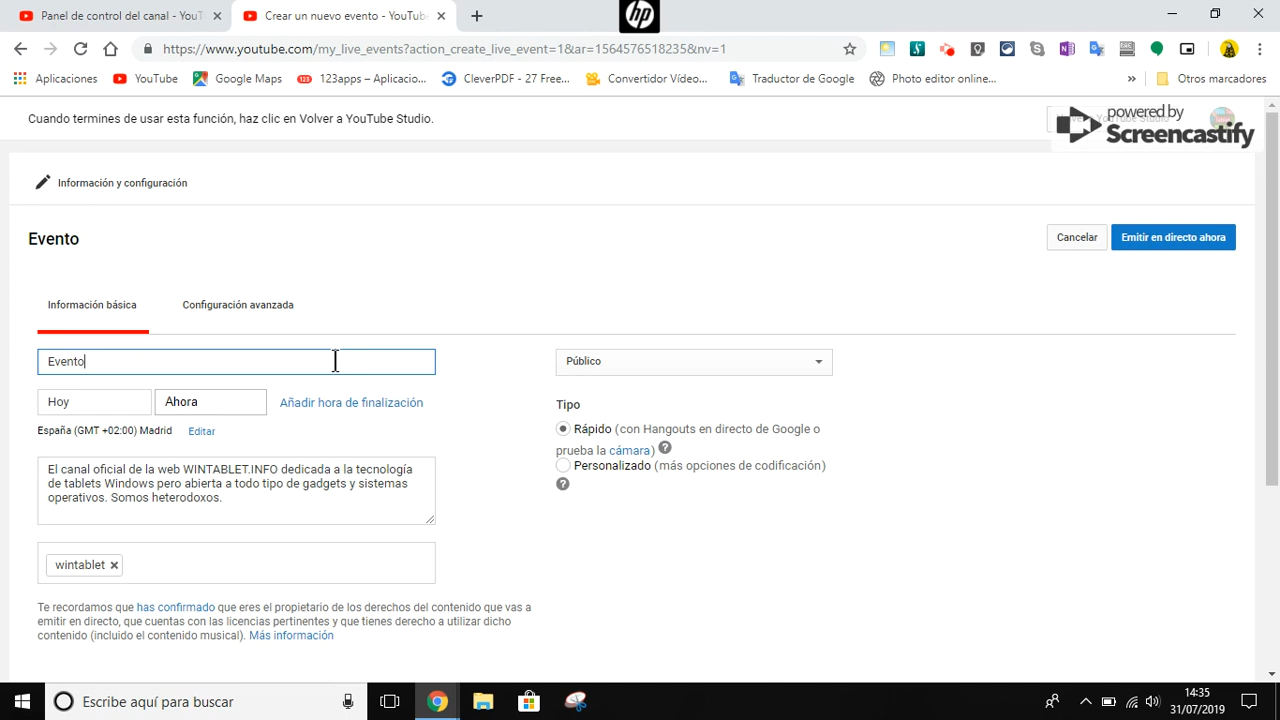 Panel de control del canal - YouT
Crear un nuevo evento - YouTube
hp
https://www.youtube.com/my_live_events?action_create_live_event=1&ar=1564576518235&nv=1
Aplicaciones
YouTube
Google Maps
123apps – Aplicacio...
CleverPDF - 27 Free...
Convertidor Vídeo...
Traductor de Google
Photo editor online...
»
Otros marcadores
Cuando termines de usar esta función, haz clic en Volver a YouTube Studio.
powered by
Screencastify
Información y configuración
Evento
Cancelar
Emitir en directo ahora
Información básica
Configuración avanzada
Evento
Público
Hoy
Ahora
Añadir hora de finalización
Tipo
España (GMT +02:00) Madrid
Editar
Rápido (con Hangouts en directo de Google o
prueba la cámara) ?
Personalizado (más opciones de codificación)
?
El canal oficial de la web WINTABLET.INFO dedicada a la tecnología
de tablets Windows pero abierta a todo tipo de gadgets y sistemas
operativos. Somos heterodoxos.
wintablet
Te recordamos que has confirmado que eres el propietario de los derechos del contenido que vas a
emitir en directo, que cuentas con las licencias pertinentes y que tienes derecho a utilizar dicho
contenido (incluido el contenido musical). Más información
Escribe aquí para buscar
14:35
31/07/2019